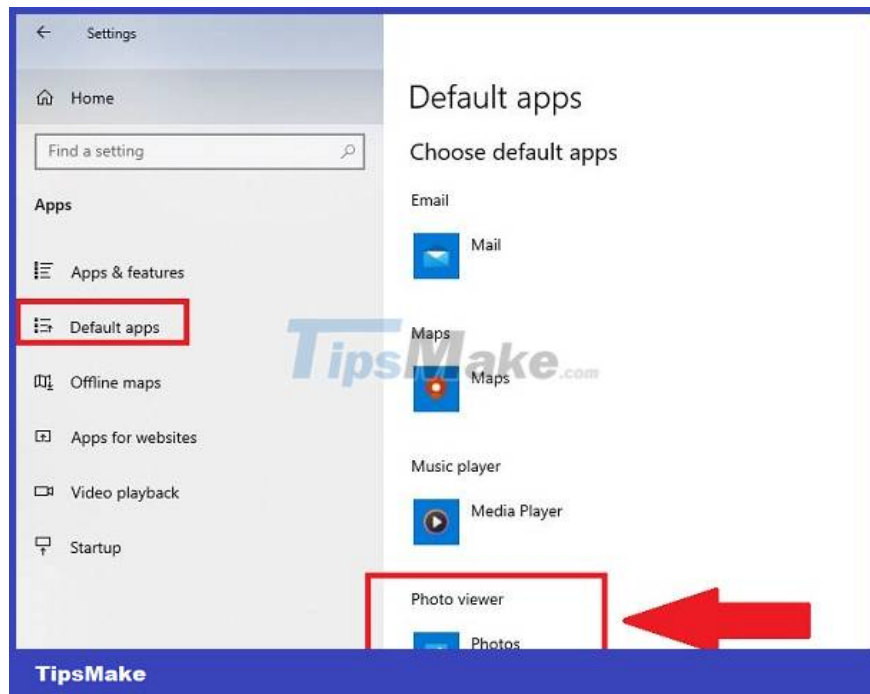 Settings
Home
Find a setting
Apps
Apps & features
Default apps
Offline maps
Apps for websites
Video playback
Startup
Default apps
Choose default apps
Email
Mail
Maps
Maps
Music player
Media Player
Photo viewer
Photos
TipsMake.com
TipsMake